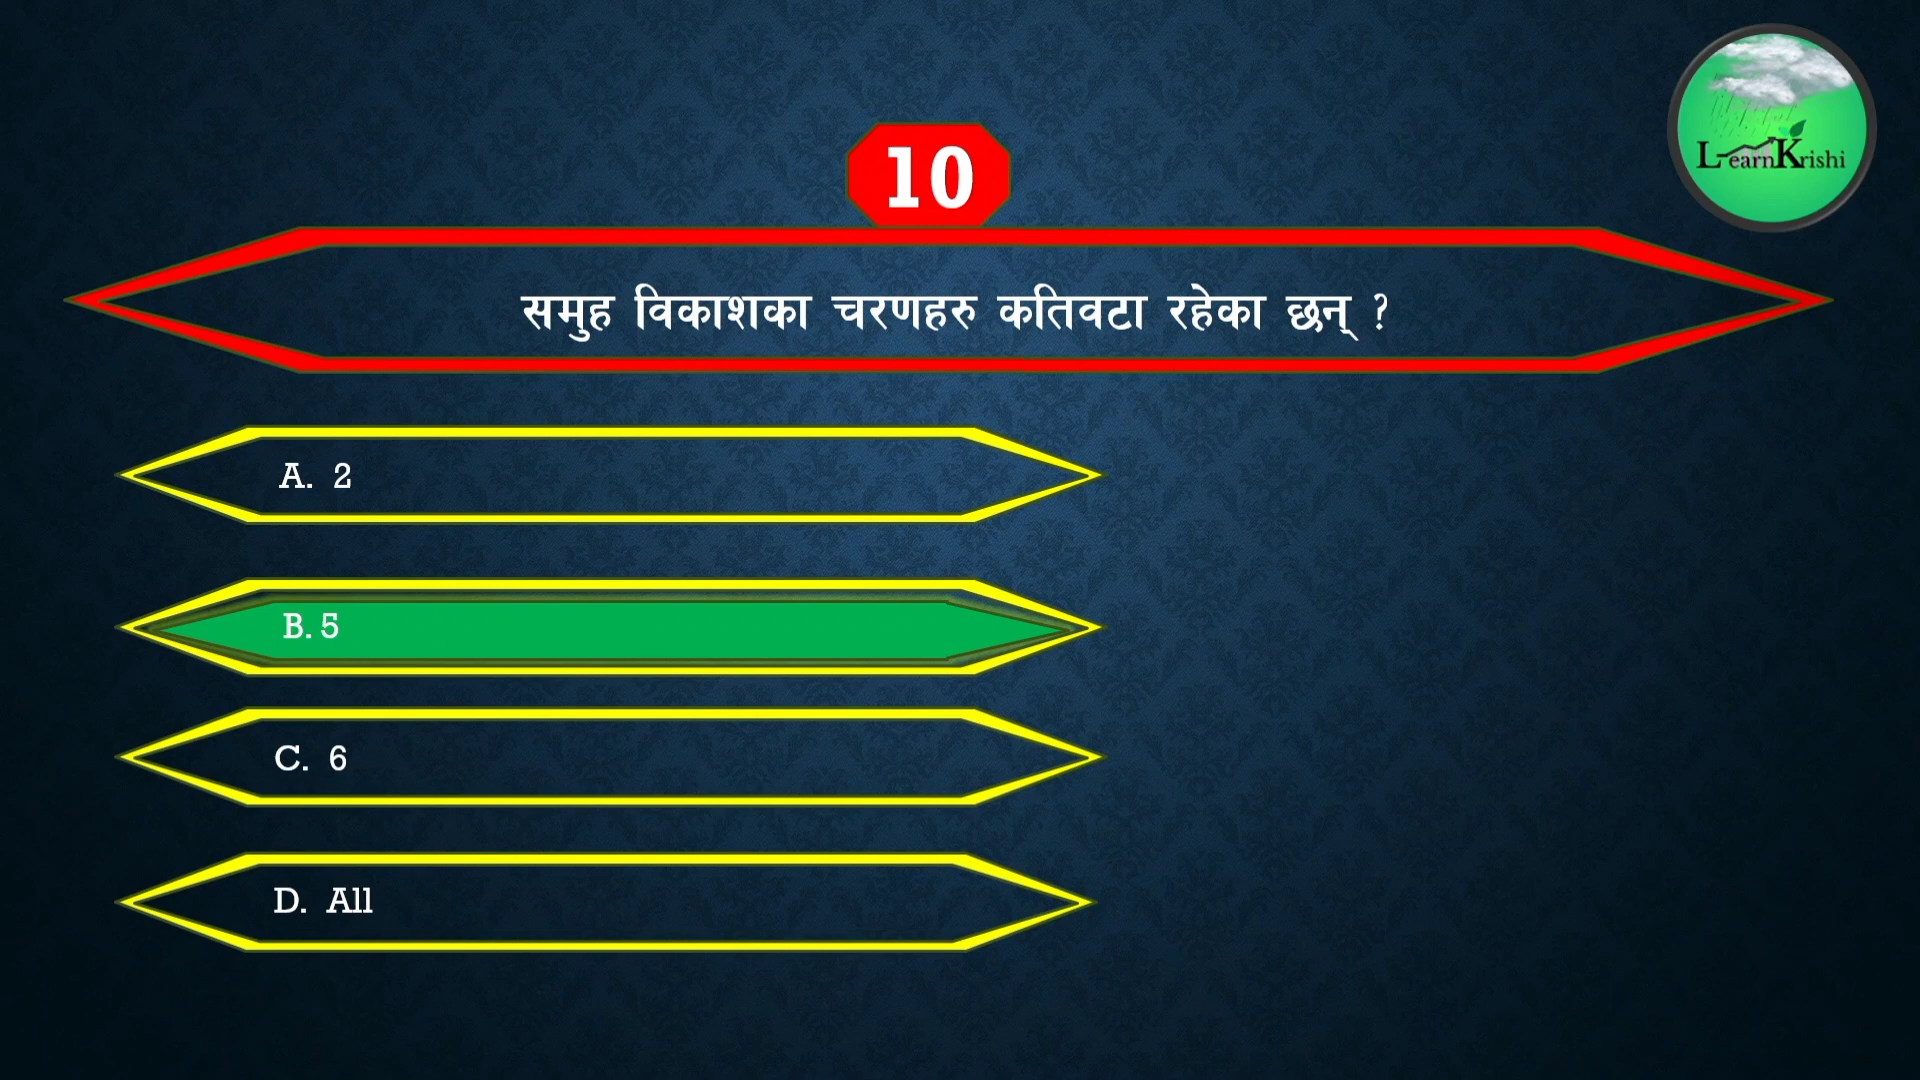 LearnKrishi
10
समुह विकाशका चरणहरु कतिवटा रहेका छन् ?
A. 2
B. 5
C. 6
D. All